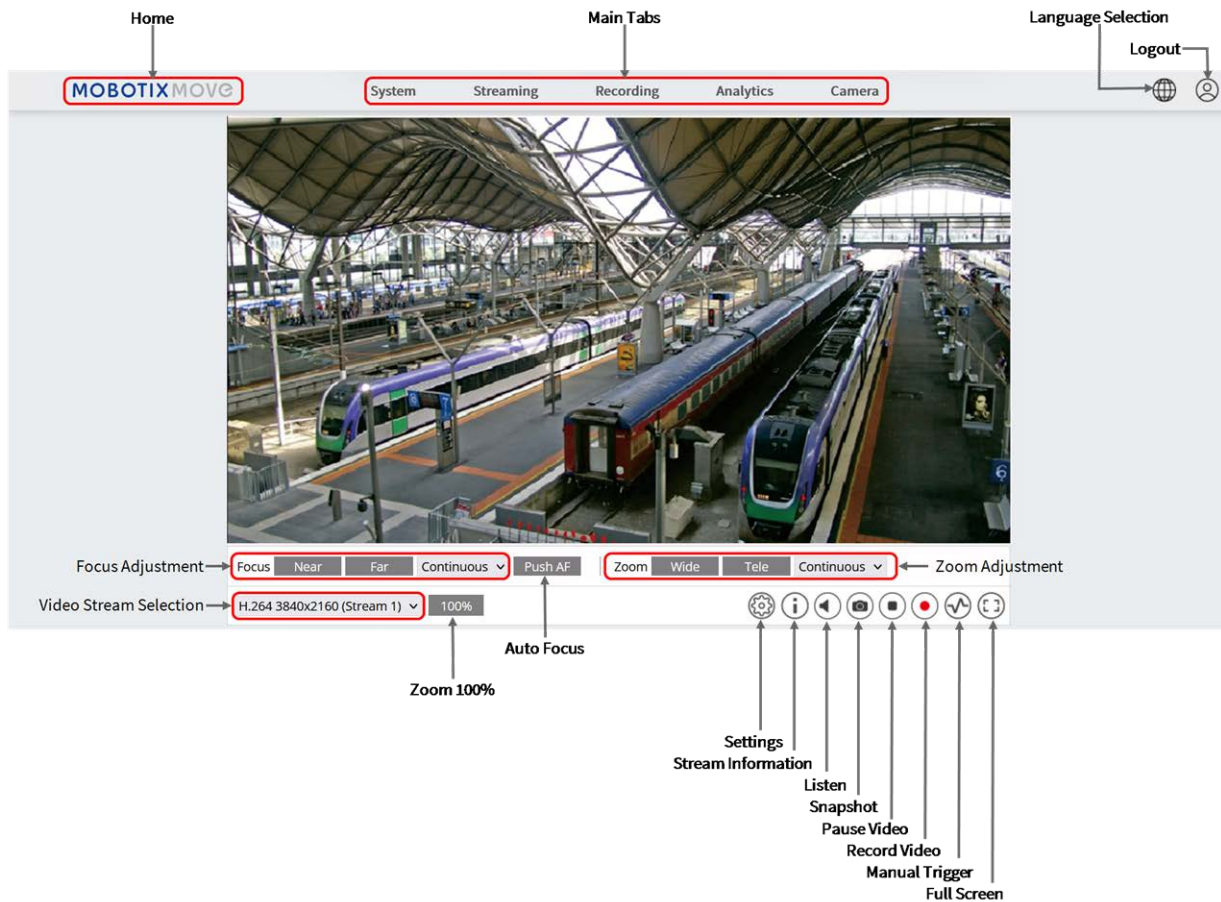 Home
Main Tabs
Language Selection
Logout
MOBOTIX MOVE
System Streaming Recording Analytics Camera
6
Focus Adjustment
Focus Near Far Continuous Push AF Zoom Wide Tele Continuous
Zoom Adjustment
Video Stream Selection
H.264 3840x2160 (Stream 1) 100%
Auto Focus
Zoom 100%
Settings
Stream Information
Listen
Snapshot
Pause Video
Record Video
Manual Trigger
Full Screen